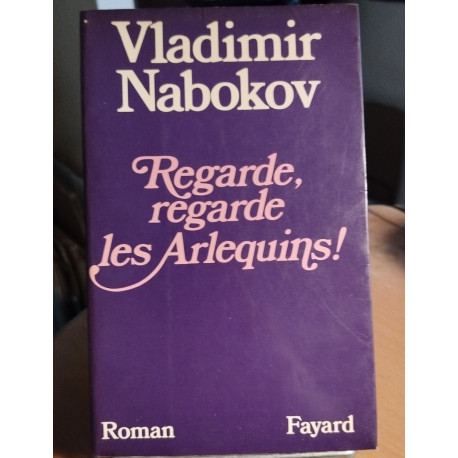 Vladimir
Nabokov
Regarde,
regarde
les Arlequins!
Roman Fayard